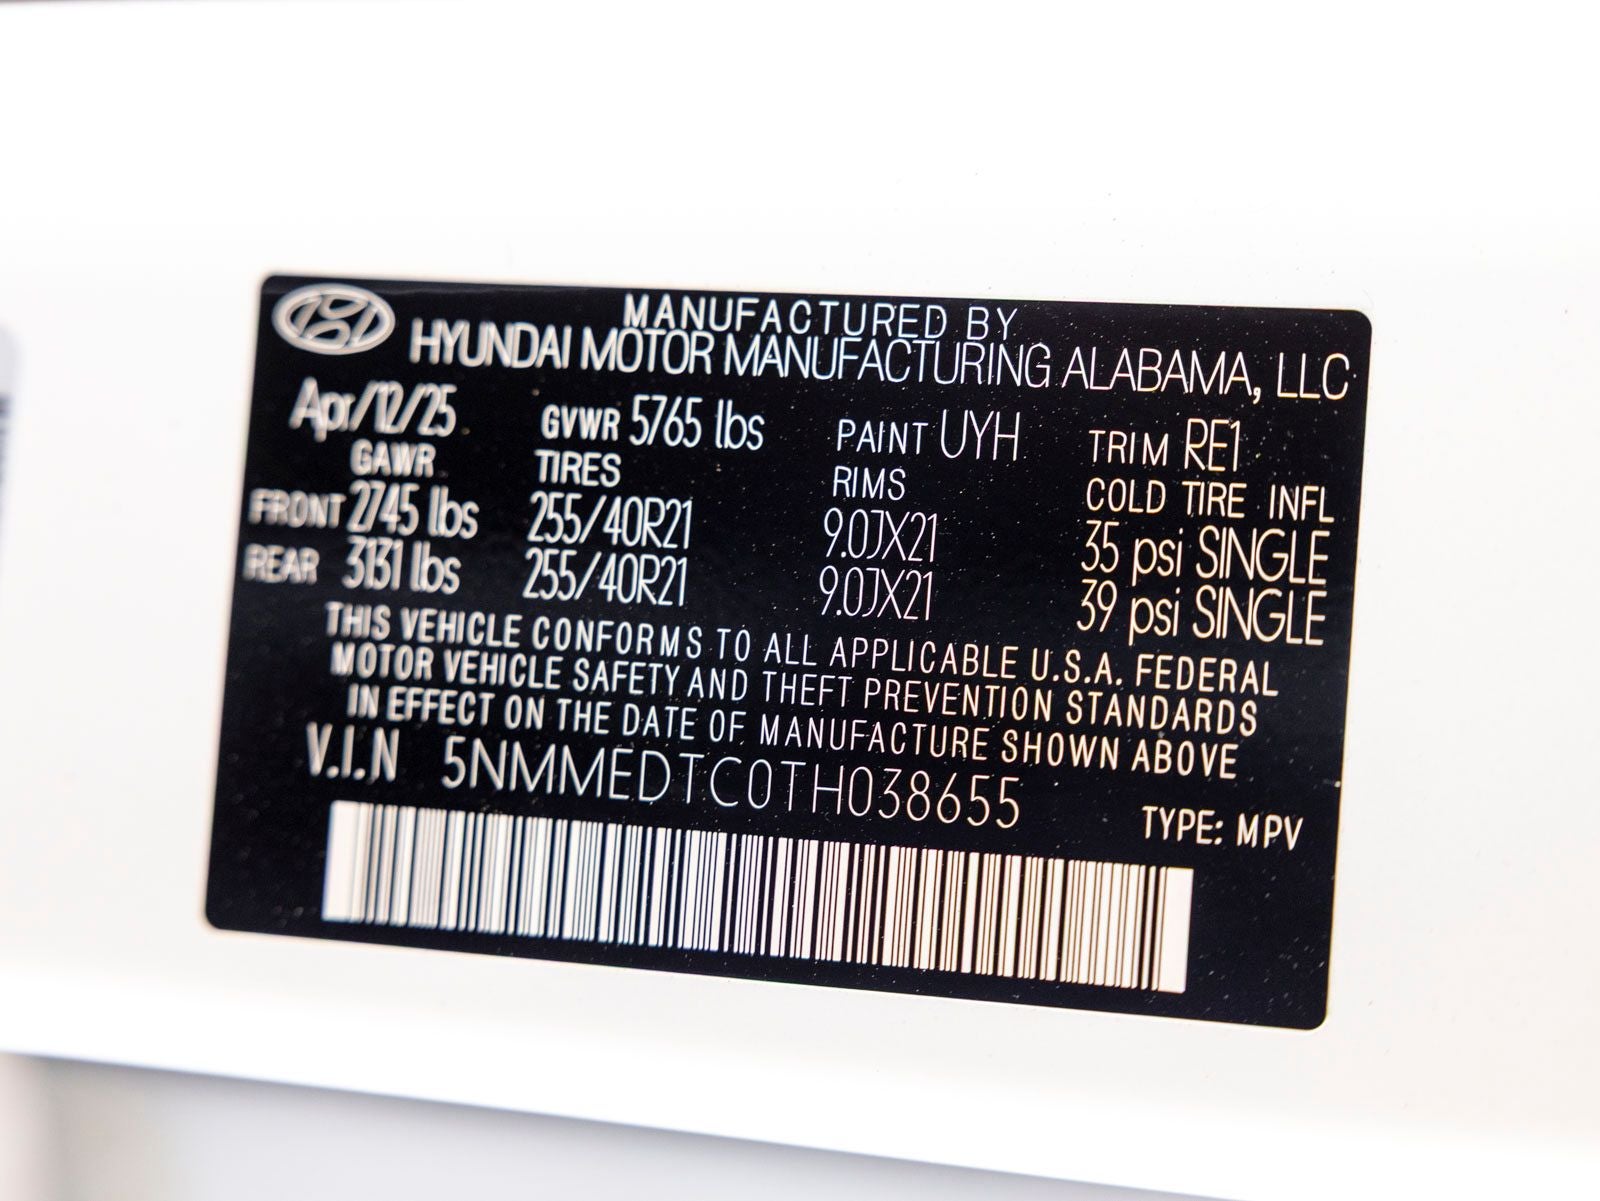 MANUFACTURED BY
HYUNDAI MOTOR MANUFACTURING ALABAMA, LLC
Apr/12/25 GVWR 5765 lbs PAINT UYH TRIM RE1
GAWR TIRES RIMS COLD TIRE INFL
FRONT 2745 lbs 255/40R21 9.0JX21 35 psi SINGLE
REAR 3131 lbs 255/40R21 9.0JX21 39 psi SINGLE
THIS VEHICLE CONFORMS TO ALL APPLICABLE U.S.A. FEDERAL
MOTOR VEHICLE SAFETY AND THEFT PREVENTION STANDARDS
IN EFFECT ON THE DATE OF MANUFACTURE SHOWN ABOVE
V.I.N 5NMMEDTC0TH038655
TYPE: MPV